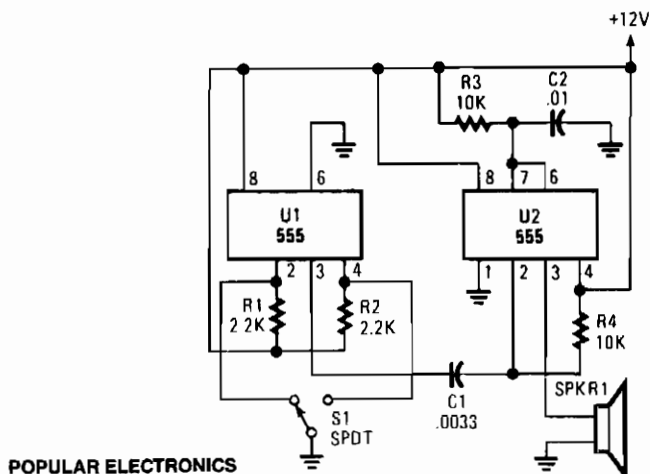 +12V
R3
10K
C2
.01
8
6
8
7
6
U1
555
U2
555
2
3
4
1
2
3
4
R1
2.2K
R2
2.2K
R4
10K
C1
.0033
SPKR1
S1
SPDT
POPULAR ELECTRONICS